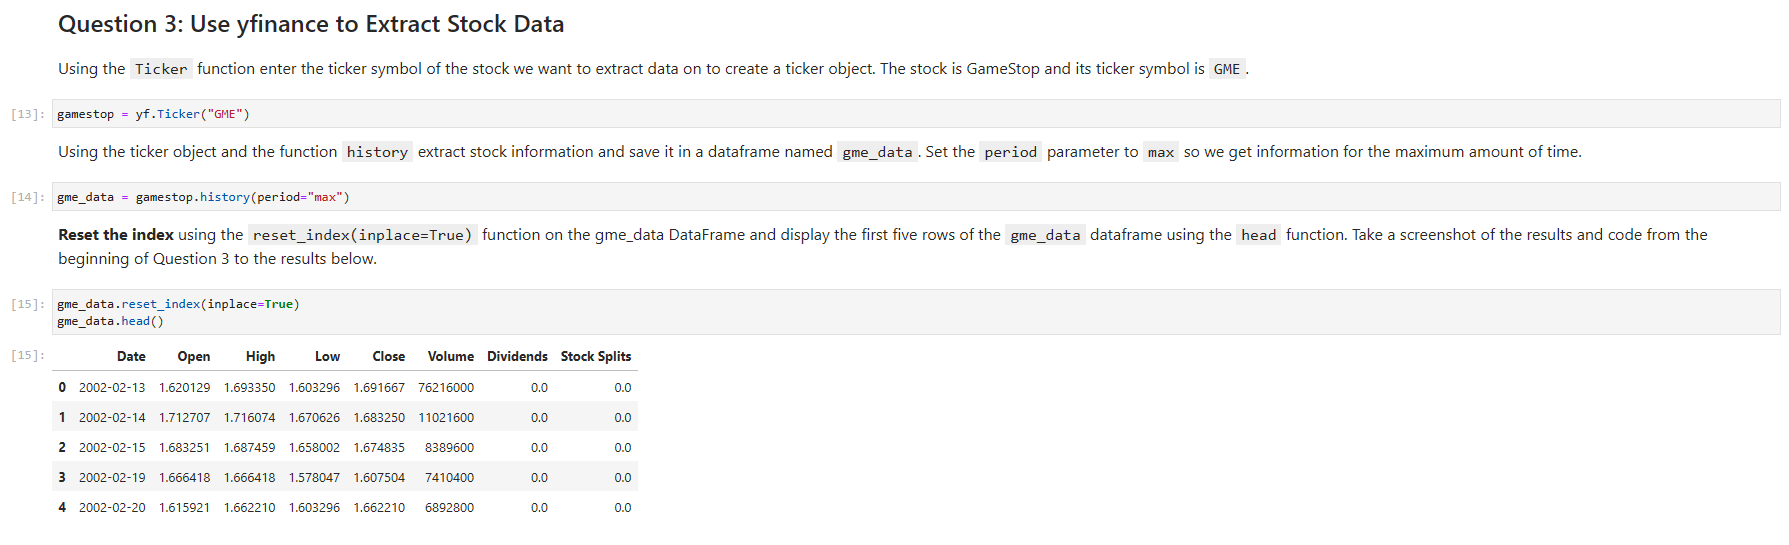 Question 3: Use yfinance to Extract Stock Data
Using the Ticker function enter the ticker symbol of the stock we want to extract data on to create a ticker object. The stock is GameStop and its ticker symbol is GME.
[13]: gamestop = yf.Ticker("GME")
Using the ticker object and the function history extract stock information and save it in a dataframe named gme_data. Set the period parameter to max so we get information for the maximum amount of time.
[14]: gme_data = gamestop.history(period="max")
Reset the index using the reset_index(inplace=True) function on the gme_data DataFrame and display the first five rows of the gme_data dataframe using the head function. Take a screenshot of the results and code from the
beginning of Question 3 to the results below.
[15]: gme_data.reset_index(inplace=True)
gme_data.head()
[15]: Date Open High Low Close Volume Dividends Stock Splits
0 2002-02-13 1.620129 1.693350 1.603296 1.691667 76216000 0.0 0.0
1 2002-02-14 1.712707 1.716074 1.670626 1.683250 11021600 0.0 0.0
2 2002-02-15 1.683251 1.687459 1.658002 1.674835 8389600 0.0 0.0
3 2002-02-19 1.666418 1.666418 1.578047 1.607504 7410400 0.0 0.0
4 2002-02-20 1.615921 1.662210 1.603296 1.662210 6892800 0.0 0.0